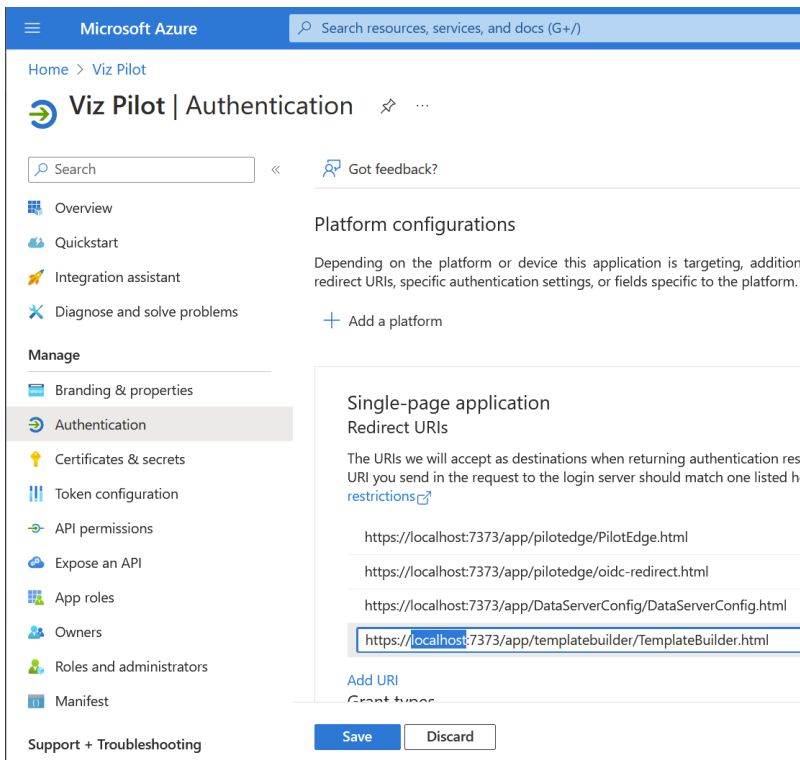 Microsoft Azure
Search resources, services, and docs (G+/)
Home > Viz Pilot
Viz Pilot | Authentication
Search
Got feedback?
Overview
Quickstart
Integration assistant
Diagnose and solve problems
Manage
Branding & properties
Authentication
Certificates & secrets
Token configuration
API permissions
Expose an API
App roles
Owners
Roles and administrators
Manifest
Support + Troubleshooting
Platform configurations
Depending on the platform or device this application is targeting, addition
redirect URIs, specific authentication settings, or fields specific to the platform.
Add a platform
Single-page application
Redirect URIs
The URIs we will accept as destinations when returning authentication res
URI you send in the request to the login server should match one listed h
restrictions
https://localhost:7373/app/pilotedge/PilotEdge.html
https://localhost:7373/app/pilotedge/oidc-redirect.html
https://localhost:7373/app/DataServerConfig/DataServerConfig.html
https://localhost:7373/app/templatebuilder/TemplateBuilder.html
Add URI
Grant types
Save
Discard